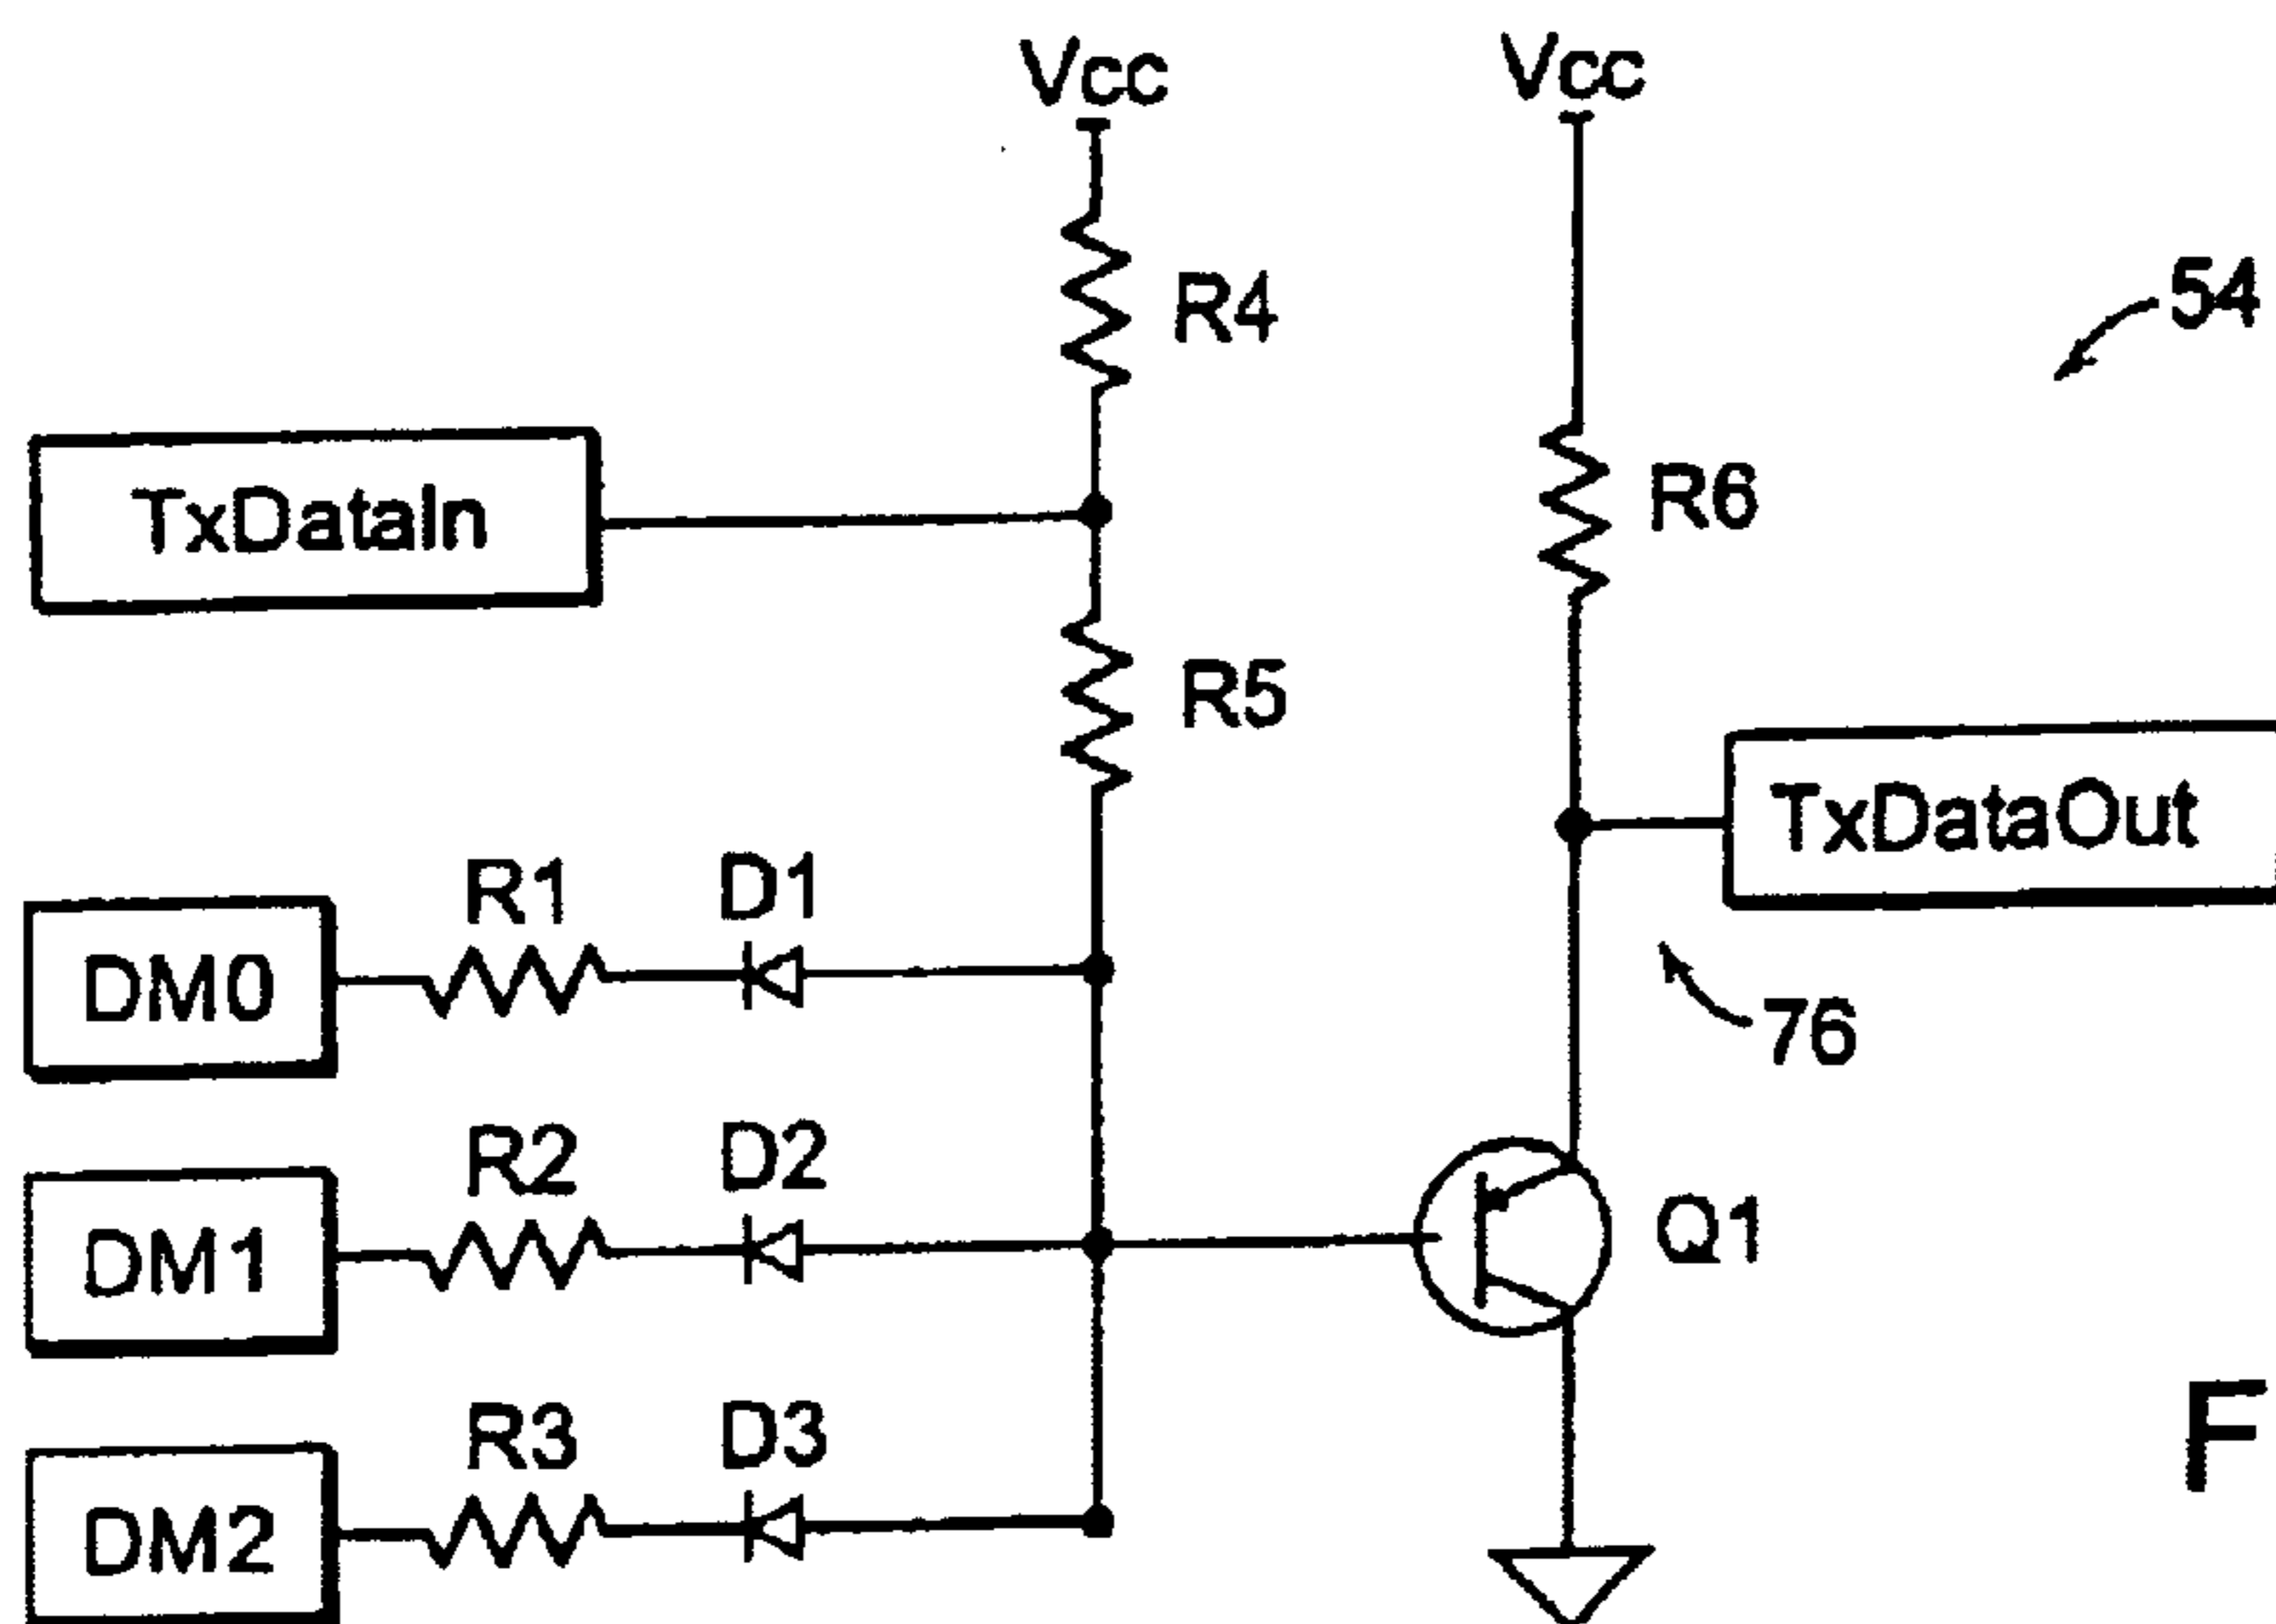 Vcc Vcc
R4
54
TxDataIn
R6
R5
TxDataOut
R1 D1
DM0
76
R2 D2
DM1
Q1
R3 D3
DM2
F